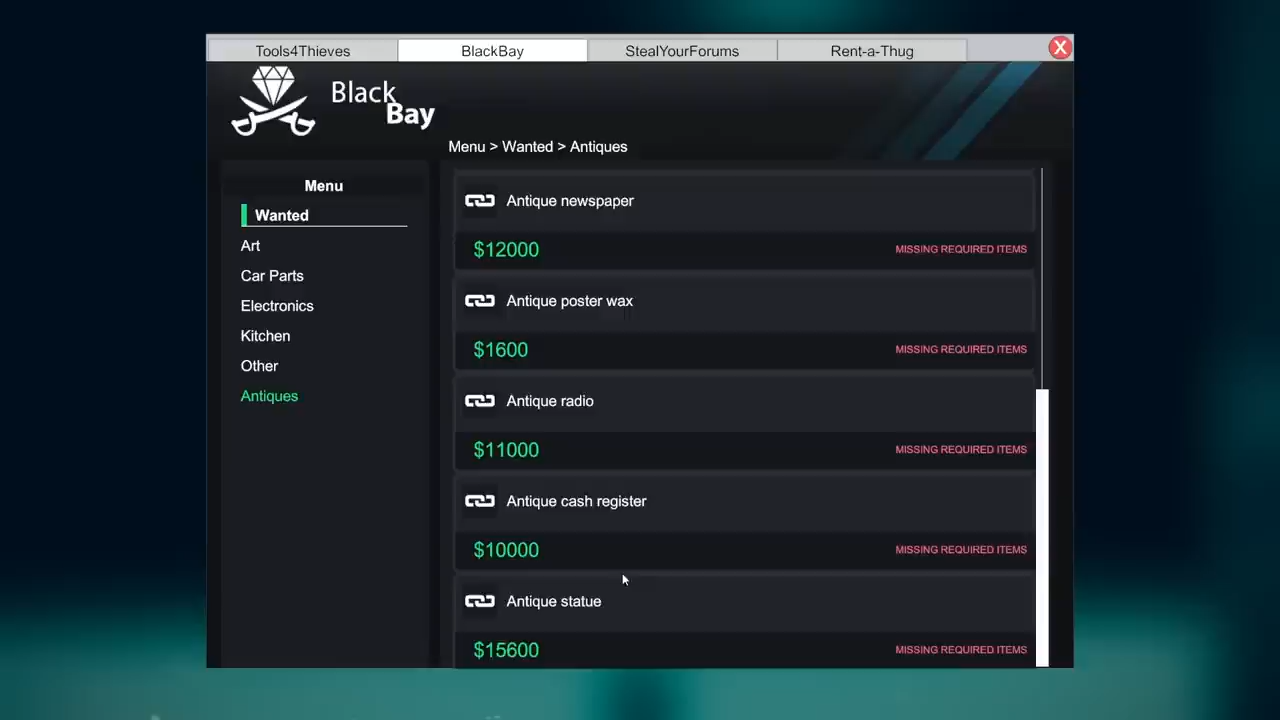 Tools4Thieves
BlackBay
StealYourForums
Rent-a-Thug
X
Black
Bay
Menu > Wanted > Antiques
Menu
Wanted
Art
Car Parts
Electronics
Kitchen
Other
Antiques
Antique newspaper
$12000 MISSING REQUIRED ITEMS
Antique poster wax
$1600 MISSING REQUIRED ITEMS
Antique radio
$11000 MISSING REQUIRED ITEMS
Antique cash register
$10000 MISSING REQUIRED ITEMS
Antique statue
$15600 MISSING REQUIRED ITEMS